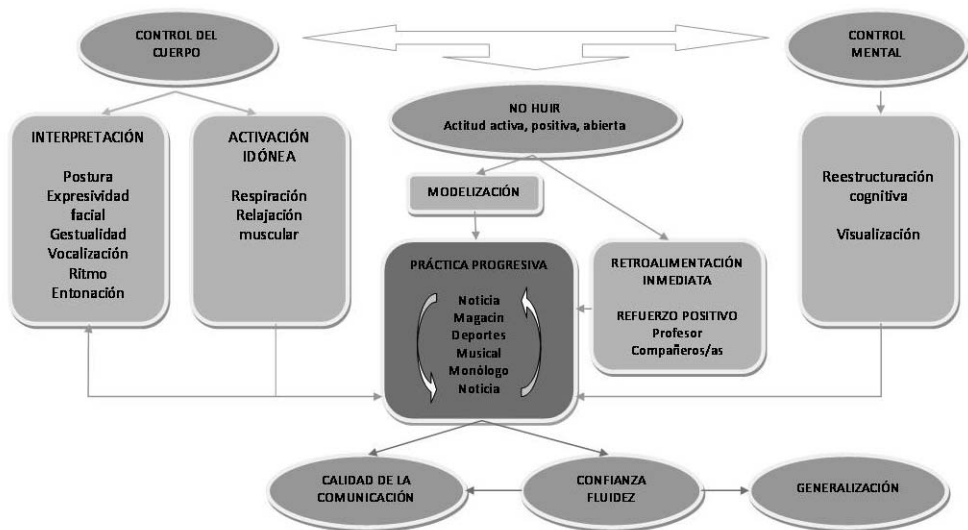 CONTROL DEL
CUERPO
CONTROL
MENTAL
NO HUIR
Actitud activa, positiva, abierta
INTERPRETACIÓN
Postura
Expresividad
facial
Gestualidad
Vocalización
Ritmo
Entonación
ACTIVACIÓN
IDÓNEA
Respiración
Relajación
muscular
MODELIZACIÓN
Reestructuración
cognitiva
Visualización
PRÁCTICA PROGRESIVA
Noticia
Magacín
Deportes
Musical
Monólogo
Noticia
RETROALIMENTACIÓN
INMEDIATA
REFUERZO POSITIVO
Profesor
Compañeros/as
CALIDAD DE LA
COMUNICACIÓN
CONFIANZA
FLUIDEZ
GENERALIZACIÓN